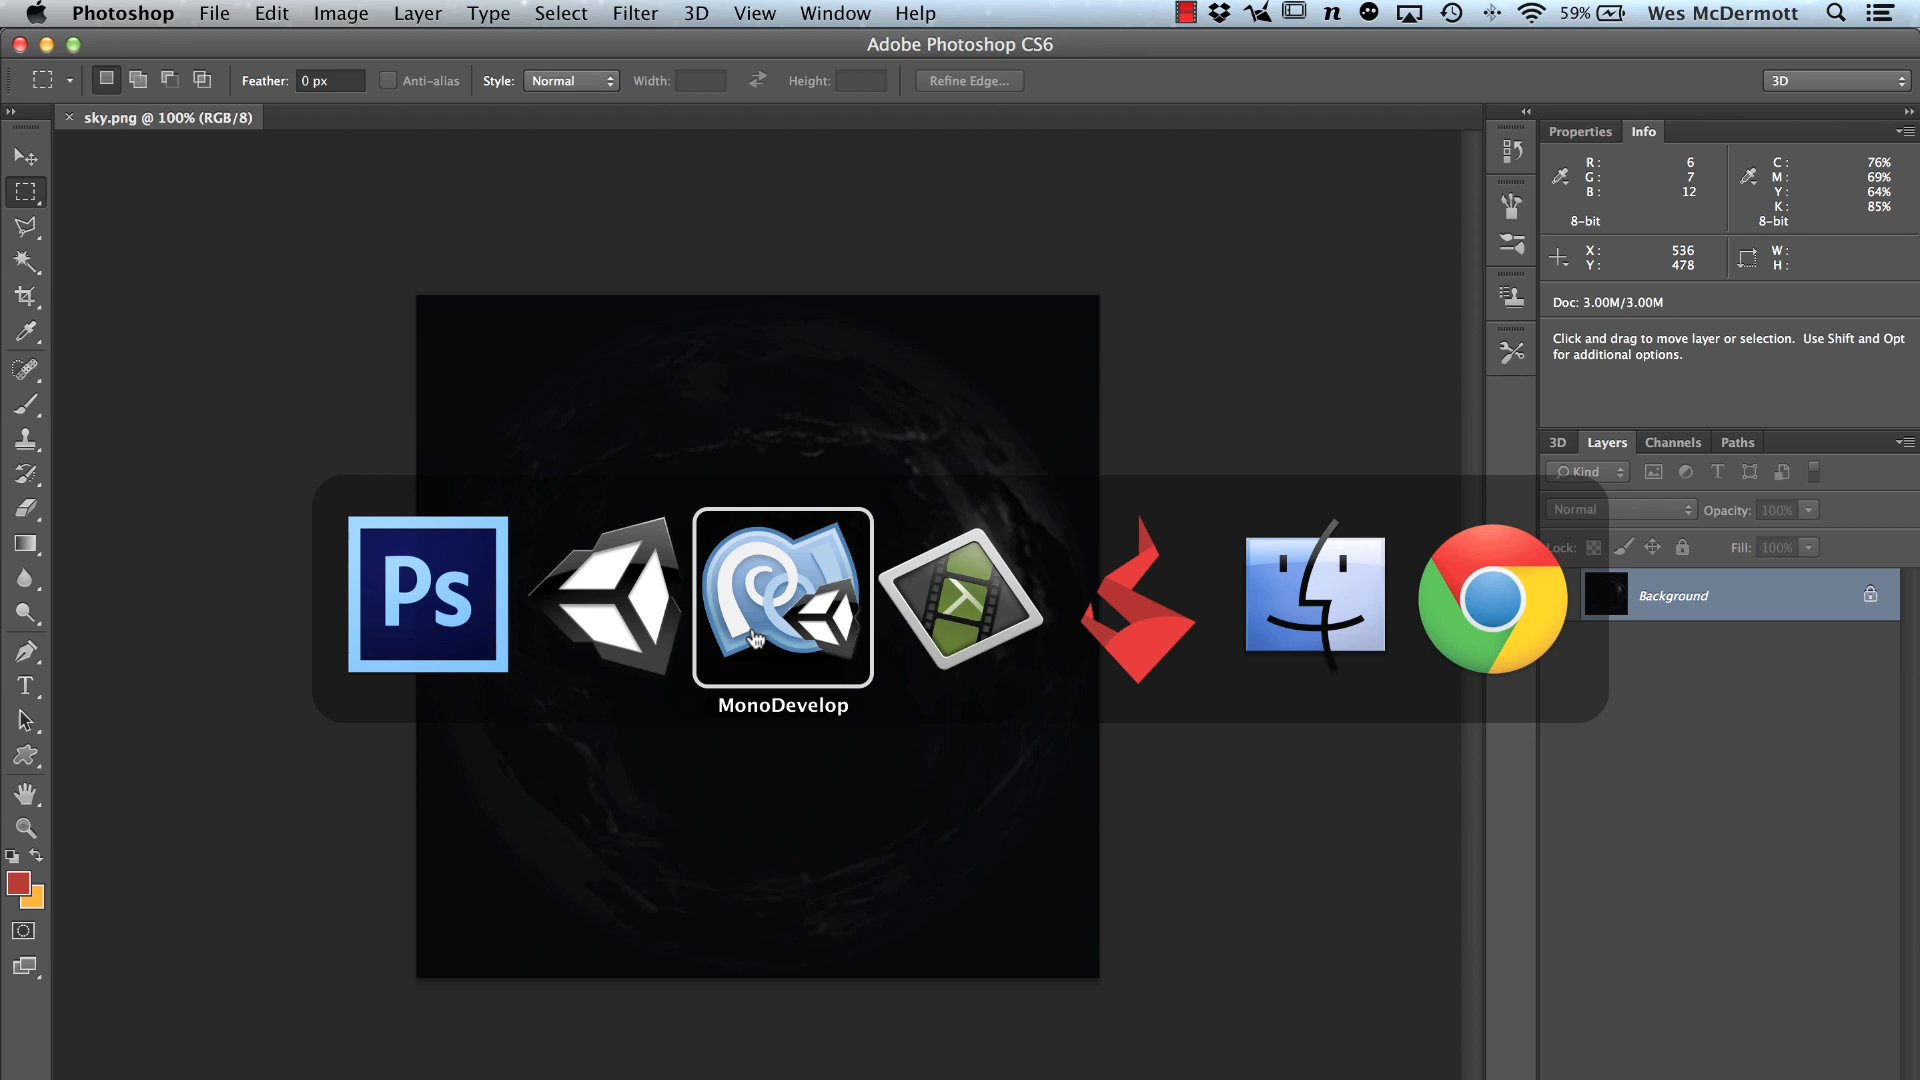 Photoshop File Edit Image Layer Type Select Filter 3D View Window Help 59% Wes McDermott
Adobe Photoshop CS6
Feather: 0 px Anti-alias Style: Normal Width: Height: Refine Edge... 3D
× sky.png @ 100% (RGB/8)
Properties Info
R: 6 C: 76%
G: 7 M: 69%
B: 12 Y: 64%
K: 85%
8-bit 8-bit
X: 536 W:
Y: 478 H:
Doc: 3.00M/3.00M
Click and drag to move layer or selection. Use Shift and Opt
for additional options.
3D Layers Channels Paths
Kind
Normal Opacity: 100%
Lock: Fill: 100%
Background
Ps
MonoDevelop